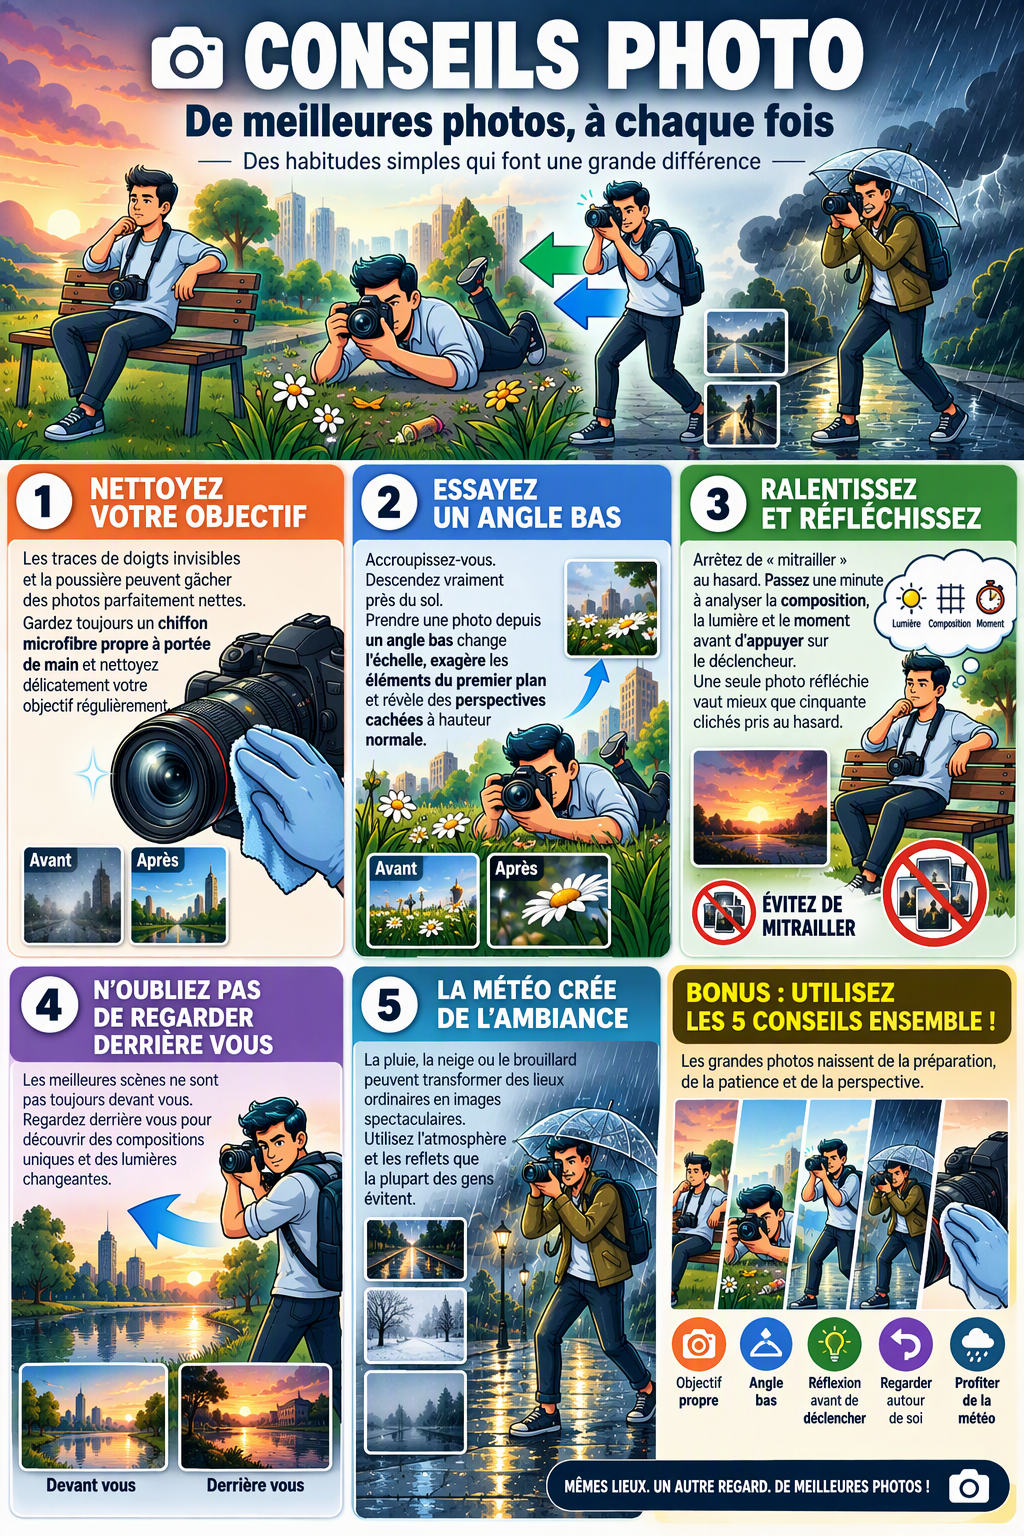 CONSEILS PHOTO
De meilleures photos, à chaque fois
Des habitudes simples qui font une grande différence
1
NETTOYEZ
VOTRE OBJECTIF
Les traces de doigts invisibles
et la poussière peuvent gâcher
des photos parfaitement nettes.
Gardez toujours un chiffon
microfibre propre à portée
de main et nettoyez
délicatement votre
objectif régulièrement.
Avant
Après
2
ESSAYEZ
UN ANGLE BAS
Accroupissez-vous.
Descendez vraiment
près du sol.
Prendre une photo depuis
un angle bas change
l'échelle, exagère les
éléments du premier plan
et révèle des perspectives
cachées à hauteur
normale.
Avant
Après
3
RALENTISSEZ
ET RÉFLÉCHISSEZ
Arrêtez de « mitrailler »
au hasard. Passez une minute
à analyser la composition,
la lumière et le moment
avant d'appuyer sur
le déclencheur.
Une seule photo réfléchie
vaut mieux que cinquante
clichés pris au hasard.
Lumière Composition Moment
ÉVITEZ DE
MITRAILLER
4
N'OUBLIEZ PAS
DE REGARDER
DERRIÈRE VOUS
Les meilleures scènes ne sont
pas toujours devant vous.
Regardez derrière vous pour
découvrir des compositions
uniques et des lumières
changeantes.
Devant vous
Derrière vous
5
LA MÉTÉO CRÉE
DE L'AMBIANCE
La pluie, la neige ou le brouillard
peuvent transformer des lieux
ordinaires en images
spectaculaires.
Utilisez l'atmosphère
et les reflets que
la plupart des gens
évitent.
BONUS : UTILISEZ
LES 5 CONSEILS ENSEMBLE !
Les grandes photos naissent de la préparation,
de la patience et de la perspective.
Objectif
propre
Angle
bas
Réflexion
avant de
déclencher
Regarder
autour
de soi
Profiter
de la
météo
MÊMES LIEUX. UN AUTRE REGARD. DE MEILLEURES PHOTOS !